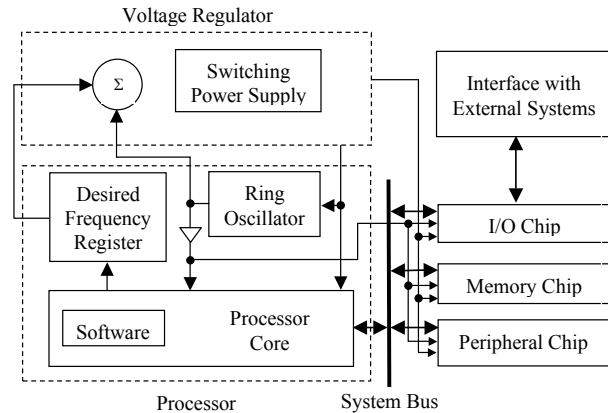 Voltage Regulator
Σ
Switching
Power Supply
Interface with
External Systems
Desired
Frequency
Register
Ring
Oscillator
I/O Chip
Memory Chip
Software
Processor
Core
Peripheral Chip
Processor
System Bus